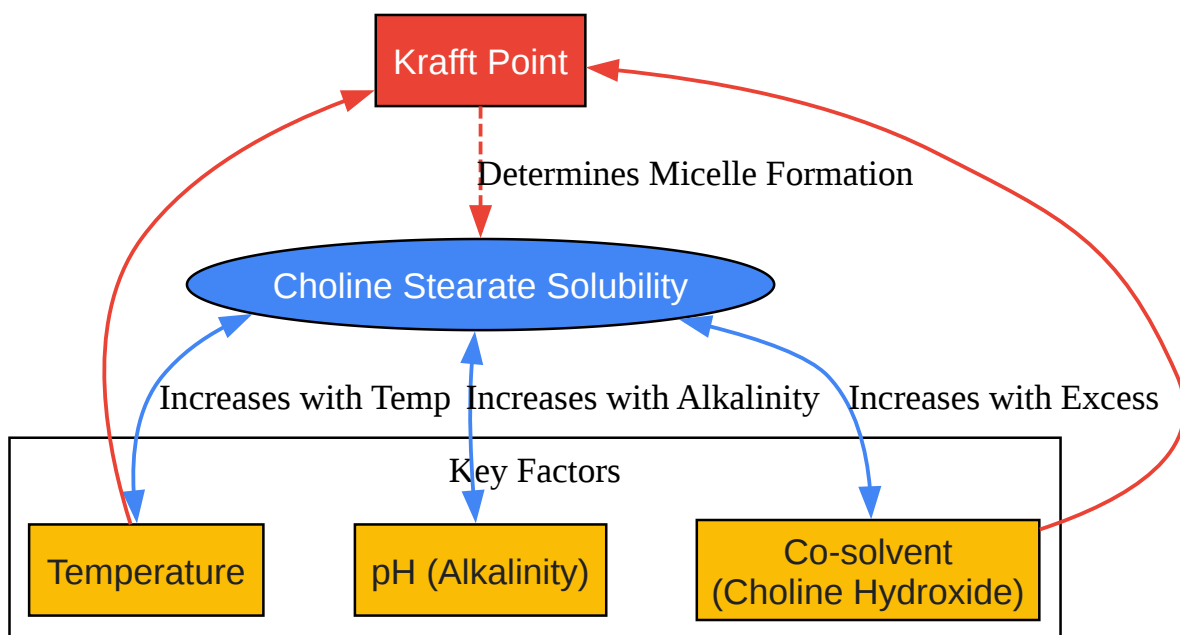 Krafft Point
Determines Micelle Formation
Choline Stearate Solubility
Increases with Temp
Increases with Alkalinity
Increases with Excess
Key Factors
Temperature
pH (Alkalinity)
Co-solvent
(Choline Hydroxide)